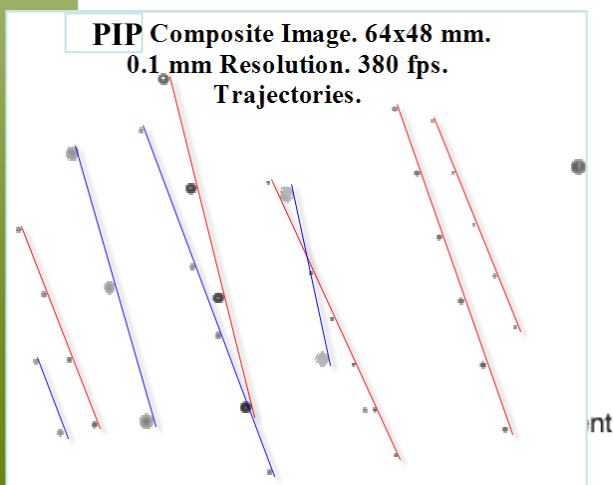 PIP Composite Image. 64x48 mm.
0.1 mm Resolution. 380 fps.
Trajectories.
nt